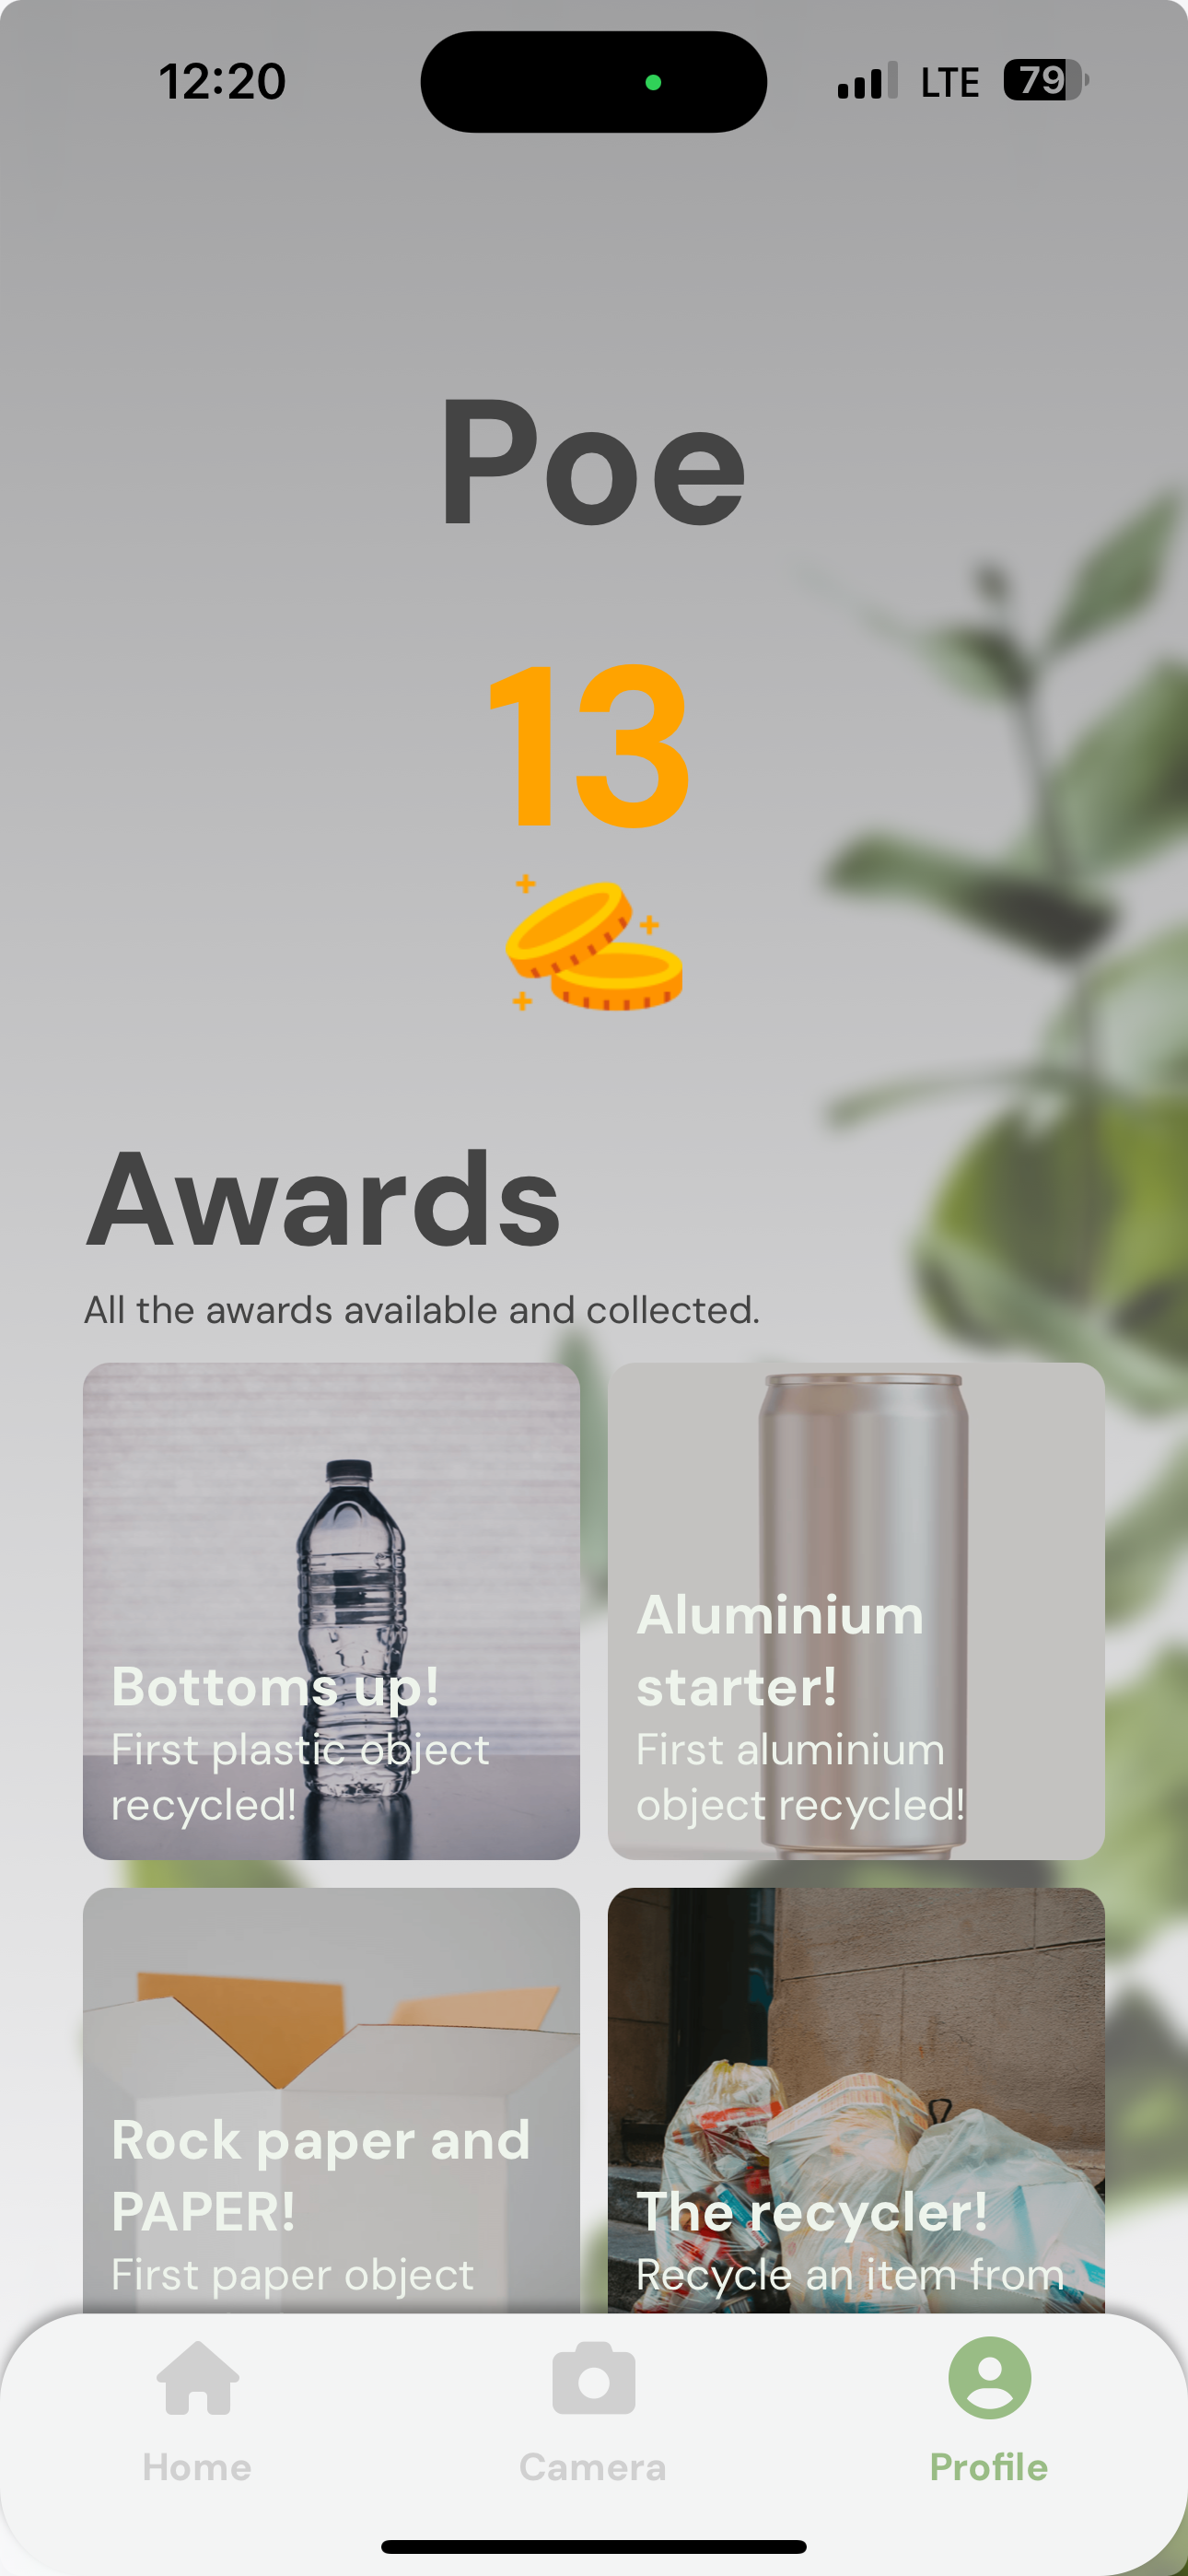 12:20
LTE
79
Poe
13
Awards
All the awards available and collected.
Bottoms up!
First plastic object
recycled!
Aluminium
starter!
First aluminium
object recycled!
Rock paper and
PAPER!
First paper object
The recycler!
Recycle an item from
Home
Camera
Profile